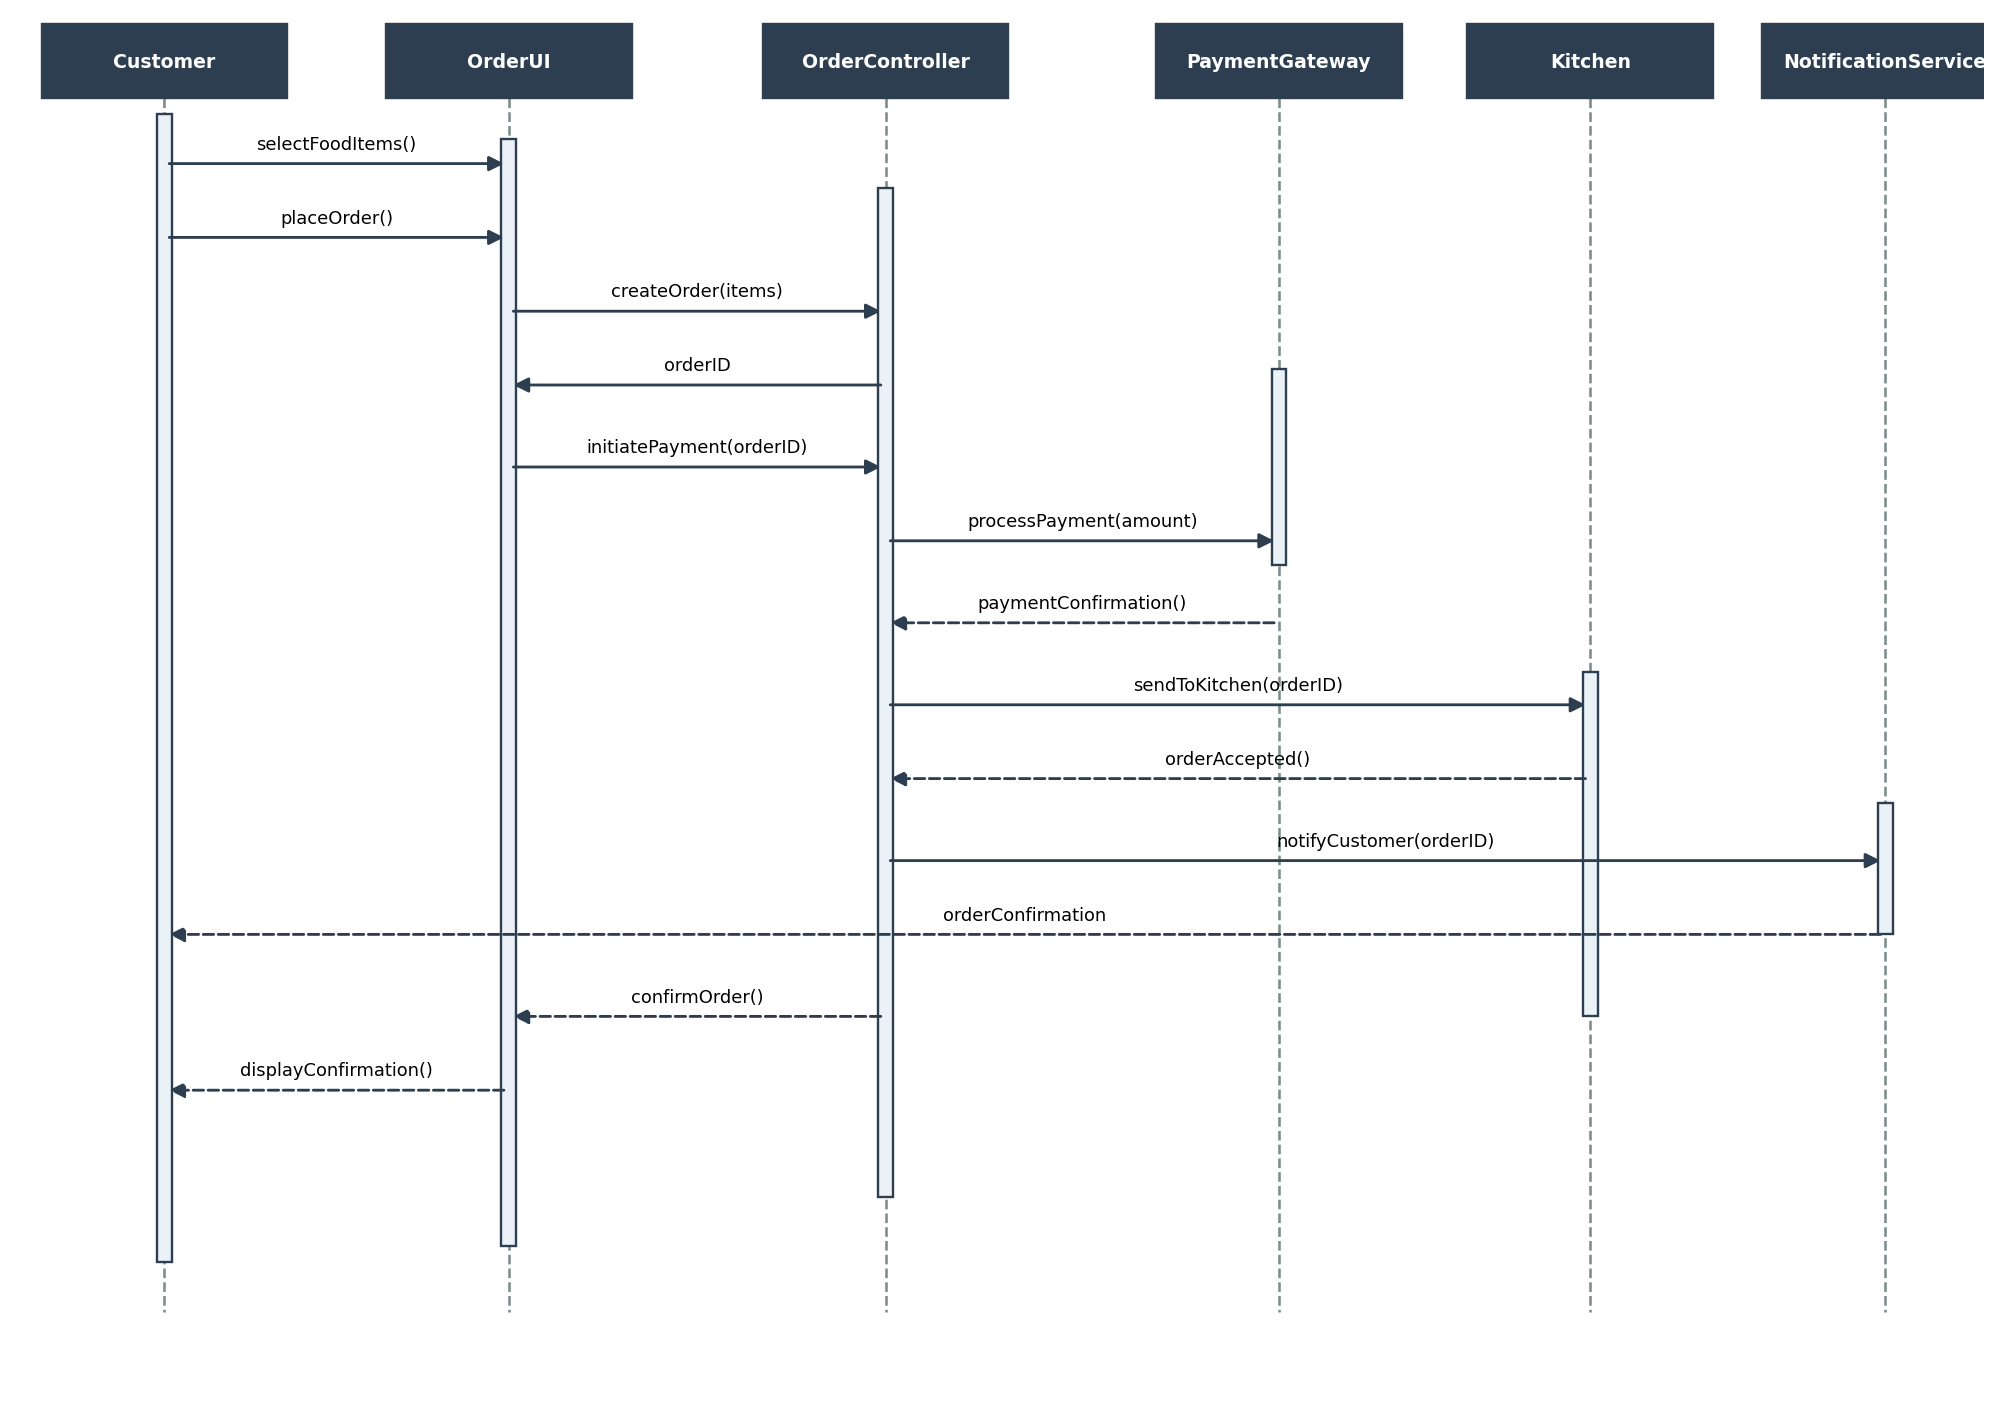 Customer
OrderUI
OrderController
PaymentGateway
Kitchen
NotificationService
selectFoodItems()
placeOrder()
createOrder(items)
orderID
initiatePayment(orderID)
processPayment(amount)
paymentConfirmation()
sendToKitchen(orderID)
orderAccepted()
notifyCustomer(orderID)
orderConfirmation
confirmOrder()
displayConfirmation()